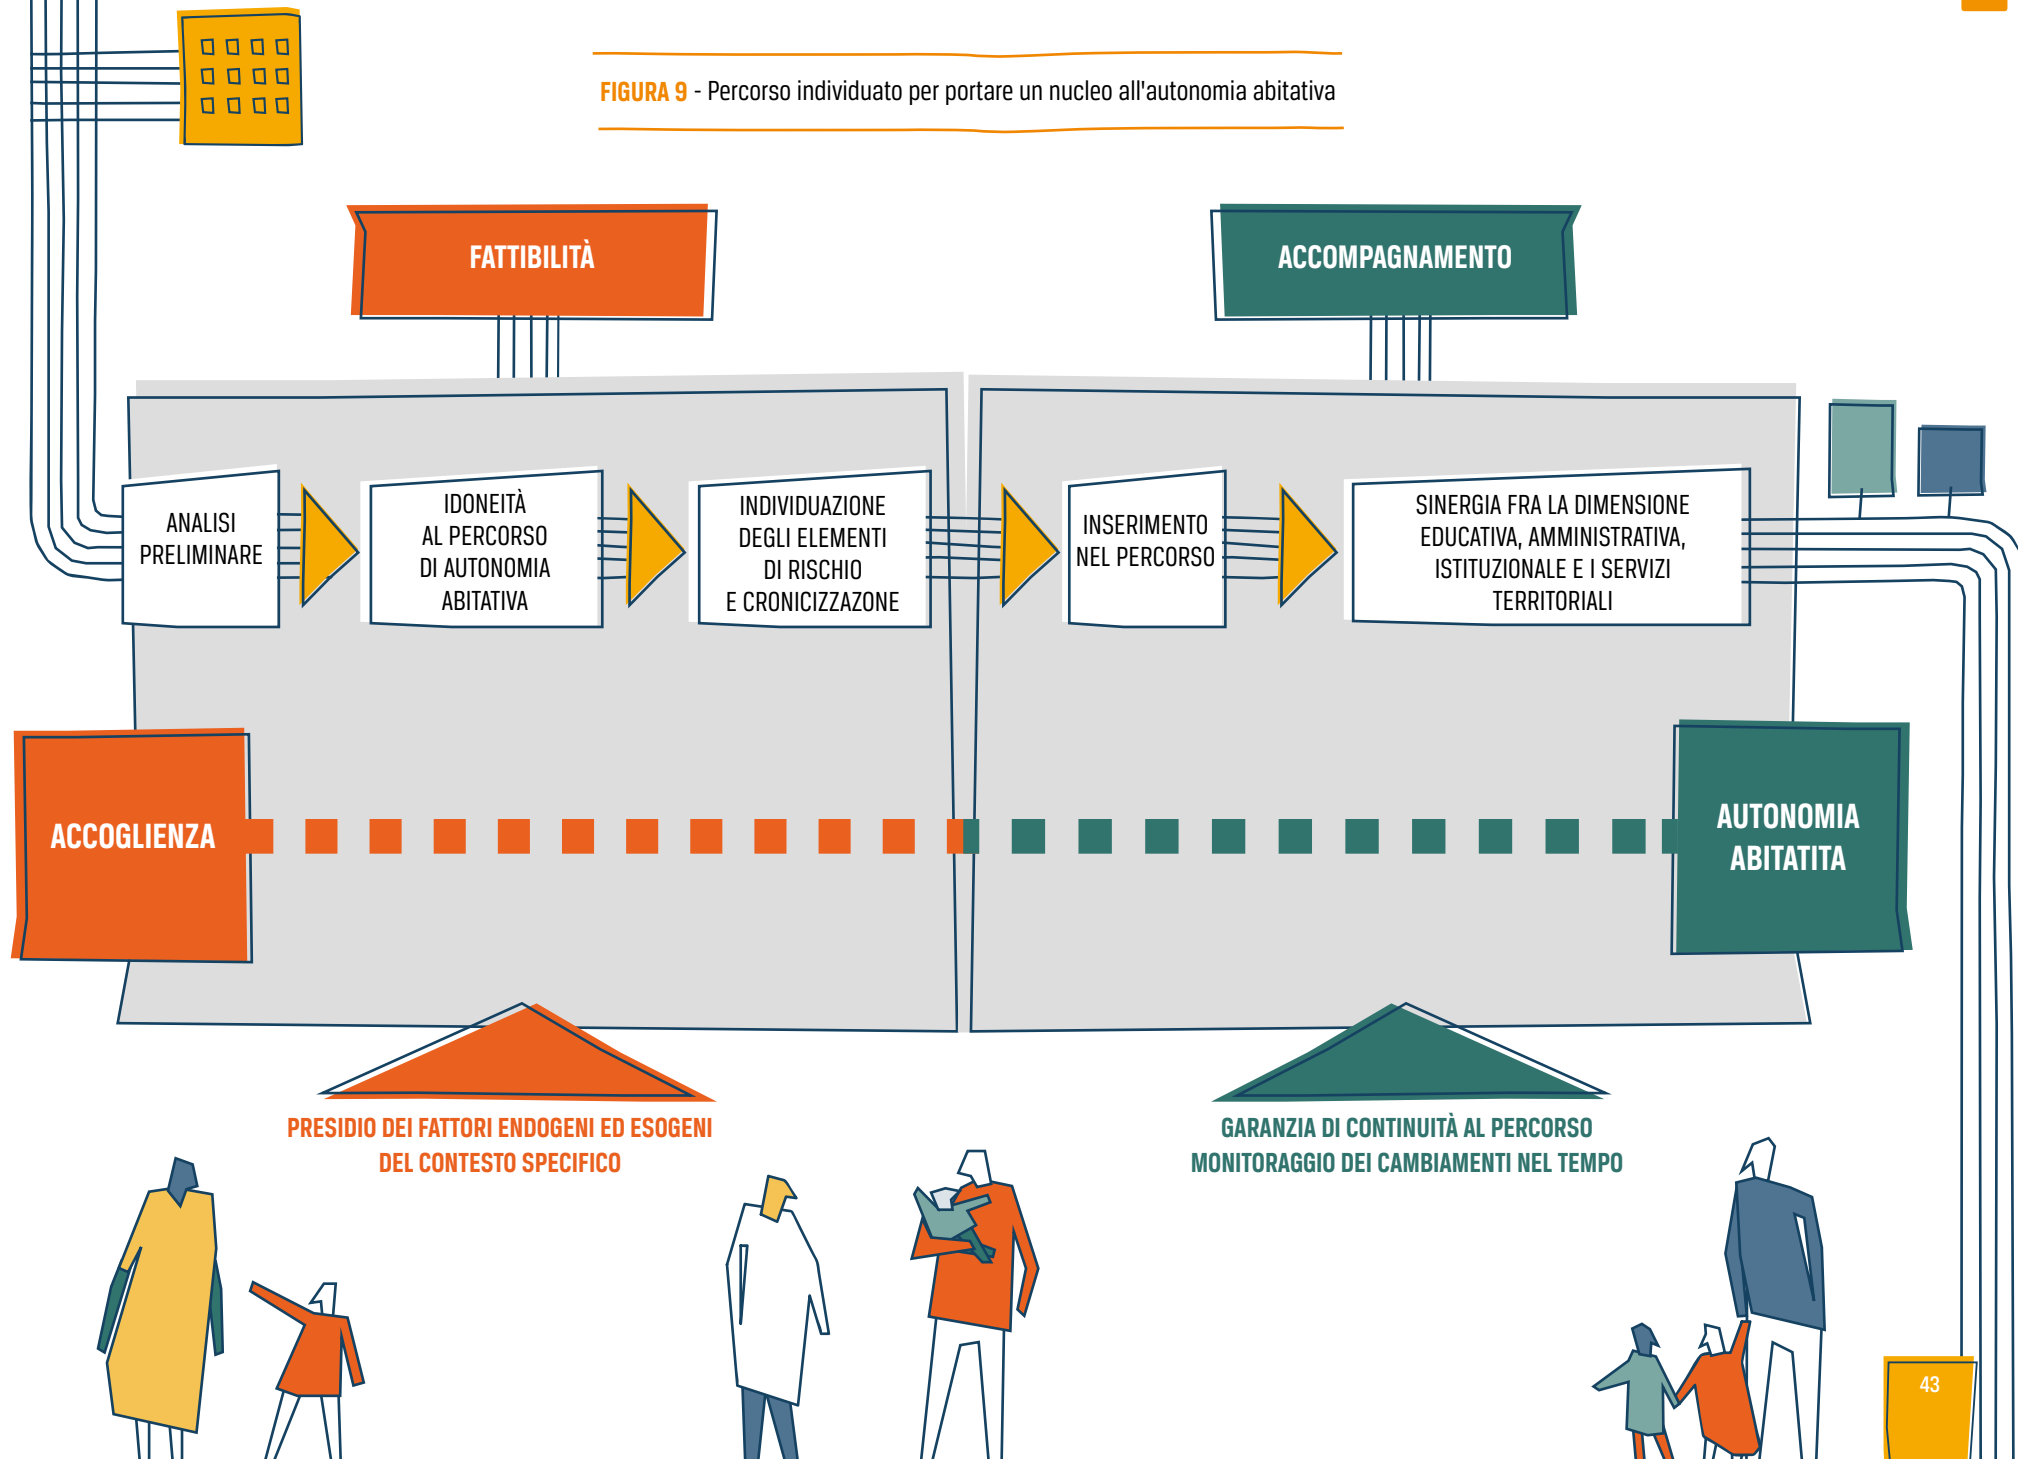 FIGURA 9 - Percorso individuato per portare un nucleo all'autonomia abitativa
FATTIBILITÀ
ACCOMPAGNAMENTO
ANALISI
PRELIMINARE
IDONEITÀ
AL PERCORSO
DI AUTONOMIA
ABITATIVA
INDIVIDUAZIONE
DEGLI ELEMENTI
DI RISCHIO
E CRONICIZZAZONE
INSERIMENTO
NEL PERCORSO
SINERGIA FRA LA DIMENSIONE
EDUCATIVA, AMMINISTRATIVA,
ISTITUZIONALE E I SERVIZI
TERRITORIALI
ACCOGLIENZA
AUTONOMIA
ABITATITA
PRESIDIO DEI FATTORI ENDOGENI ED ESOGENI
DEL CONTESTO SPECIFICO
GARANZIA DI CONTINUITÀ AL PERCORSO
MONITORAGGIO DEI CAMBIAMENTI NEL TEMPO
43